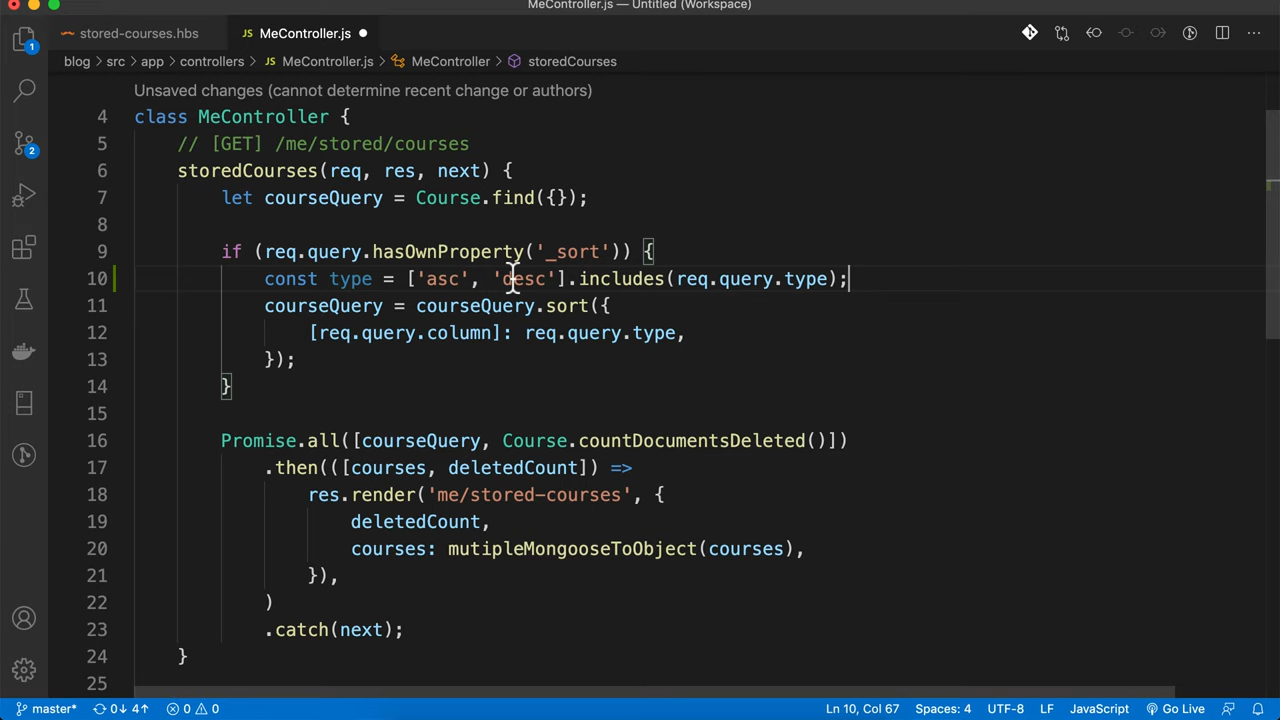 MeController.js — Untitled (Workspace)
stored-courses.hbs
JS MeController.js
blog › src › app › controllers › JS MeController.js › MeController › storedCourses
1
2
Unsaved changes (cannot determine recent change or authors)
4 class MeController {
5 // [GET] /me/stored/courses
6 storedCourses(req, res, next) {
7 let courseQuery = Course.find({});
8
9 if (req.query.hasOwnProperty('_sort')) {
10 const type = ['asc', 'desc'].includes(req.query.type);
11 courseQuery = courseQuery.sort({
12 [req.query.column]: req.query.type,
13 });
14 }
15
16 Promise.all([courseQuery, Course.countDocumentsDeleted()])
17 .then(([courses, deletedCount]) =>
18 res.render('me/stored-courses', {
19 deletedCount,
20 courses: mutipleMongooseToObject(courses),
21 }),
22 )
23 .catch(next);
24 }
25
master* 0↓ 4↑ 0 0 Ln 10, Col 67 Spaces: 4 UTF-8 LF JavaScript Go Live